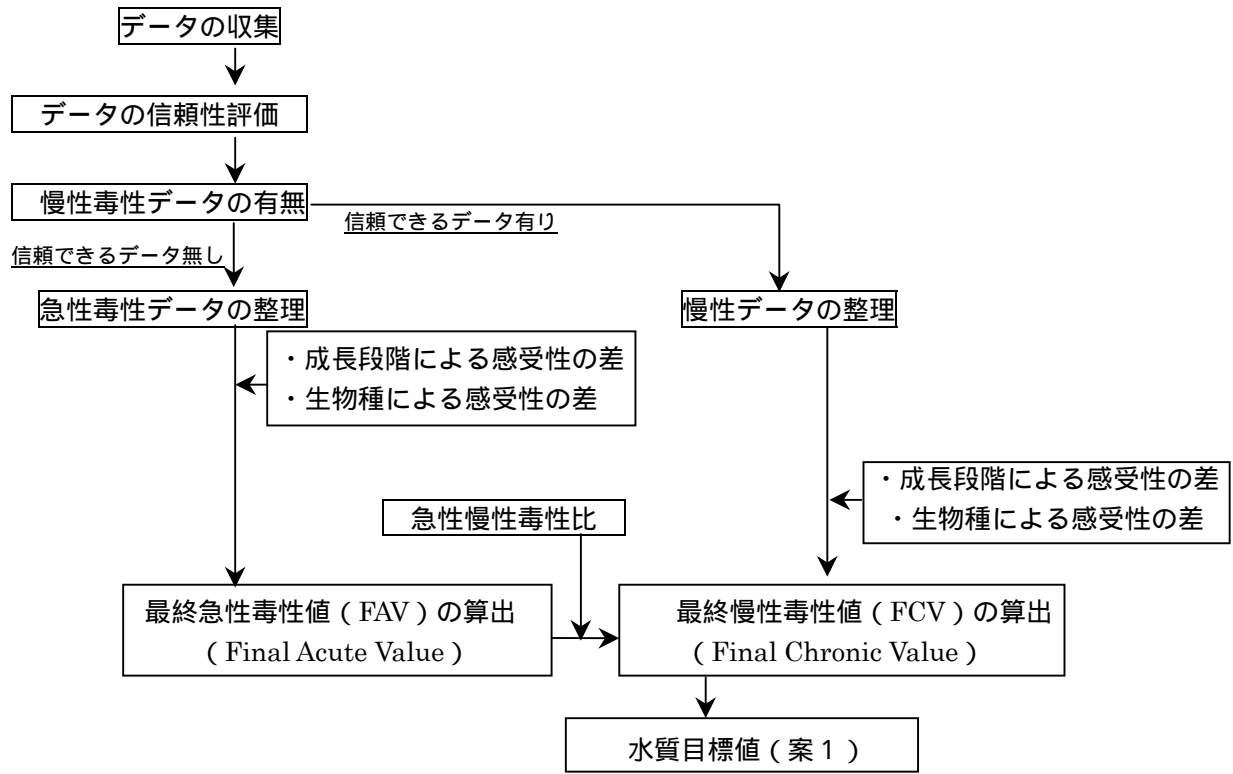 データの収集
データの信頼性評価
慢性毒性データの有無
信頼できるデータ有り
信頼できるデータ無し
急性毒性データの整理
慢性データの整理
・成長段階による感受性の差
・生物種による感受性の差
・成長段階による感受性の差
・生物種による感受性の差
急性慢性毒性比
最終急性毒性値（FAV）の算出
（Final Acute Value）
最終慢性毒性値（FCV）の算出
（Final Chronic Value）
水質目標値（案１）